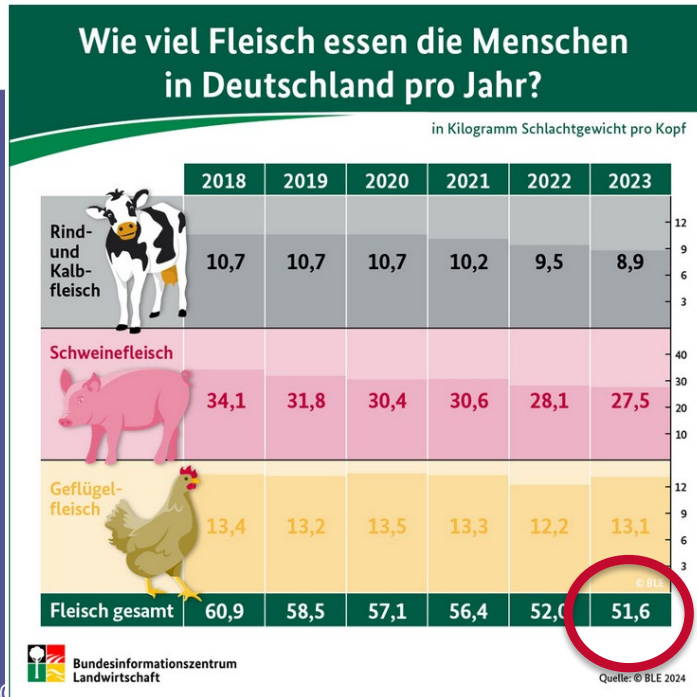 Wie viel Fleisch essen die Menschen
in Deutschland pro Jahr?
in Kilogramm Schlachtgewicht pro Kopf
2018 2019 2020 2021 2022 2023
Rind-
und
Kalb-
fleisch
10,7 10,7 10,7 10,2 9,5 8,9
12
9
6
3
Schweinefleisch
34,1 31,8 30,4 30,6 28,1 27,5
40
30
20
10
Geflügel-
fleisch
13,4 13,2 13,5 13,3 12,2 13,1
12
9
6
3
© BLE
Fleisch gesamt 60,9 58,5 57,1 56,4 52,0 51,6
Bundesinformationszentrum
Landwirtschaft
Quelle: © BLE 2024